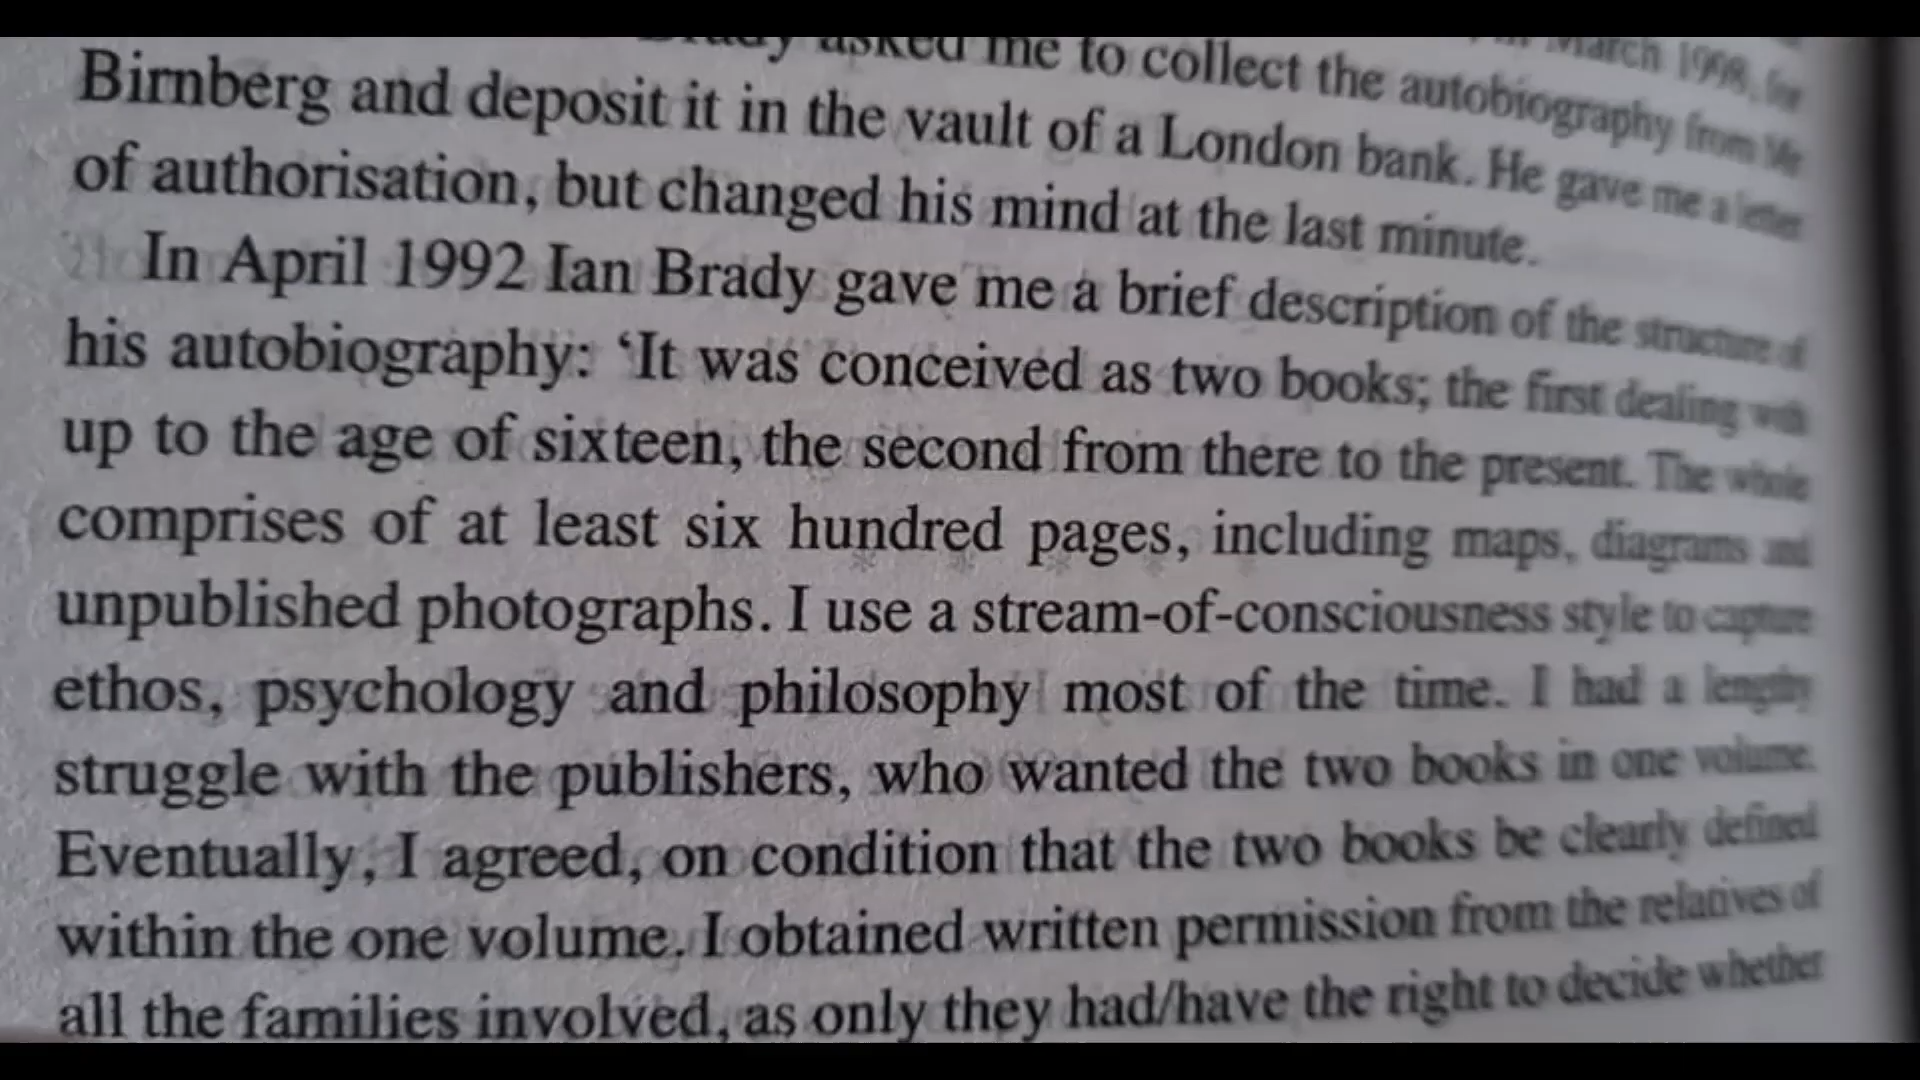 Brady asked me to collect the autobiography from Mr
March 1998, for
Birnberg and deposit it in the vault of a London bank. He gave me a letter
of authorisation, but changed his mind at the last minute.
In April 1992 Ian Brady gave me a brief description of the structure of
his autobiography: ‘It was conceived as two books; the first dealing with
up to the age of sixteen, the second from there to the present. The whole
comprises of at least six hundred pages, including maps, diagrams and
unpublished photographs. I use a stream-of-consciousness style to capture
ethos, psychology and philosophy most of the time. I had a lengthy
struggle with the publishers, who wanted the two books in one volume.
Eventually, I agreed, on condition that the two books be clearly defined
within the one volume. I obtained written permission from the relatives of
all the families involved, as only they had/have the right to decide whether